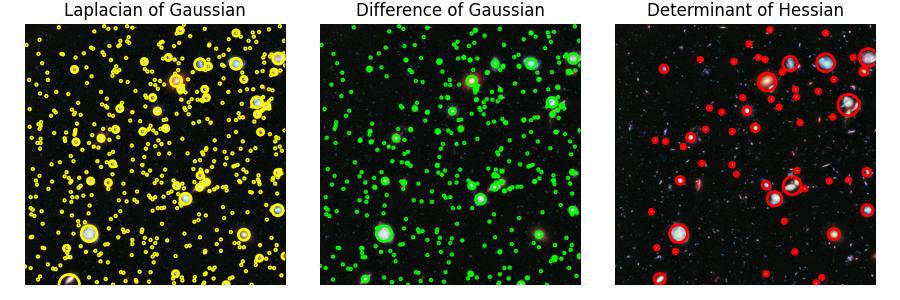 Laplacian of Gaussian
Difference of Gaussian
Determinant of Hessian